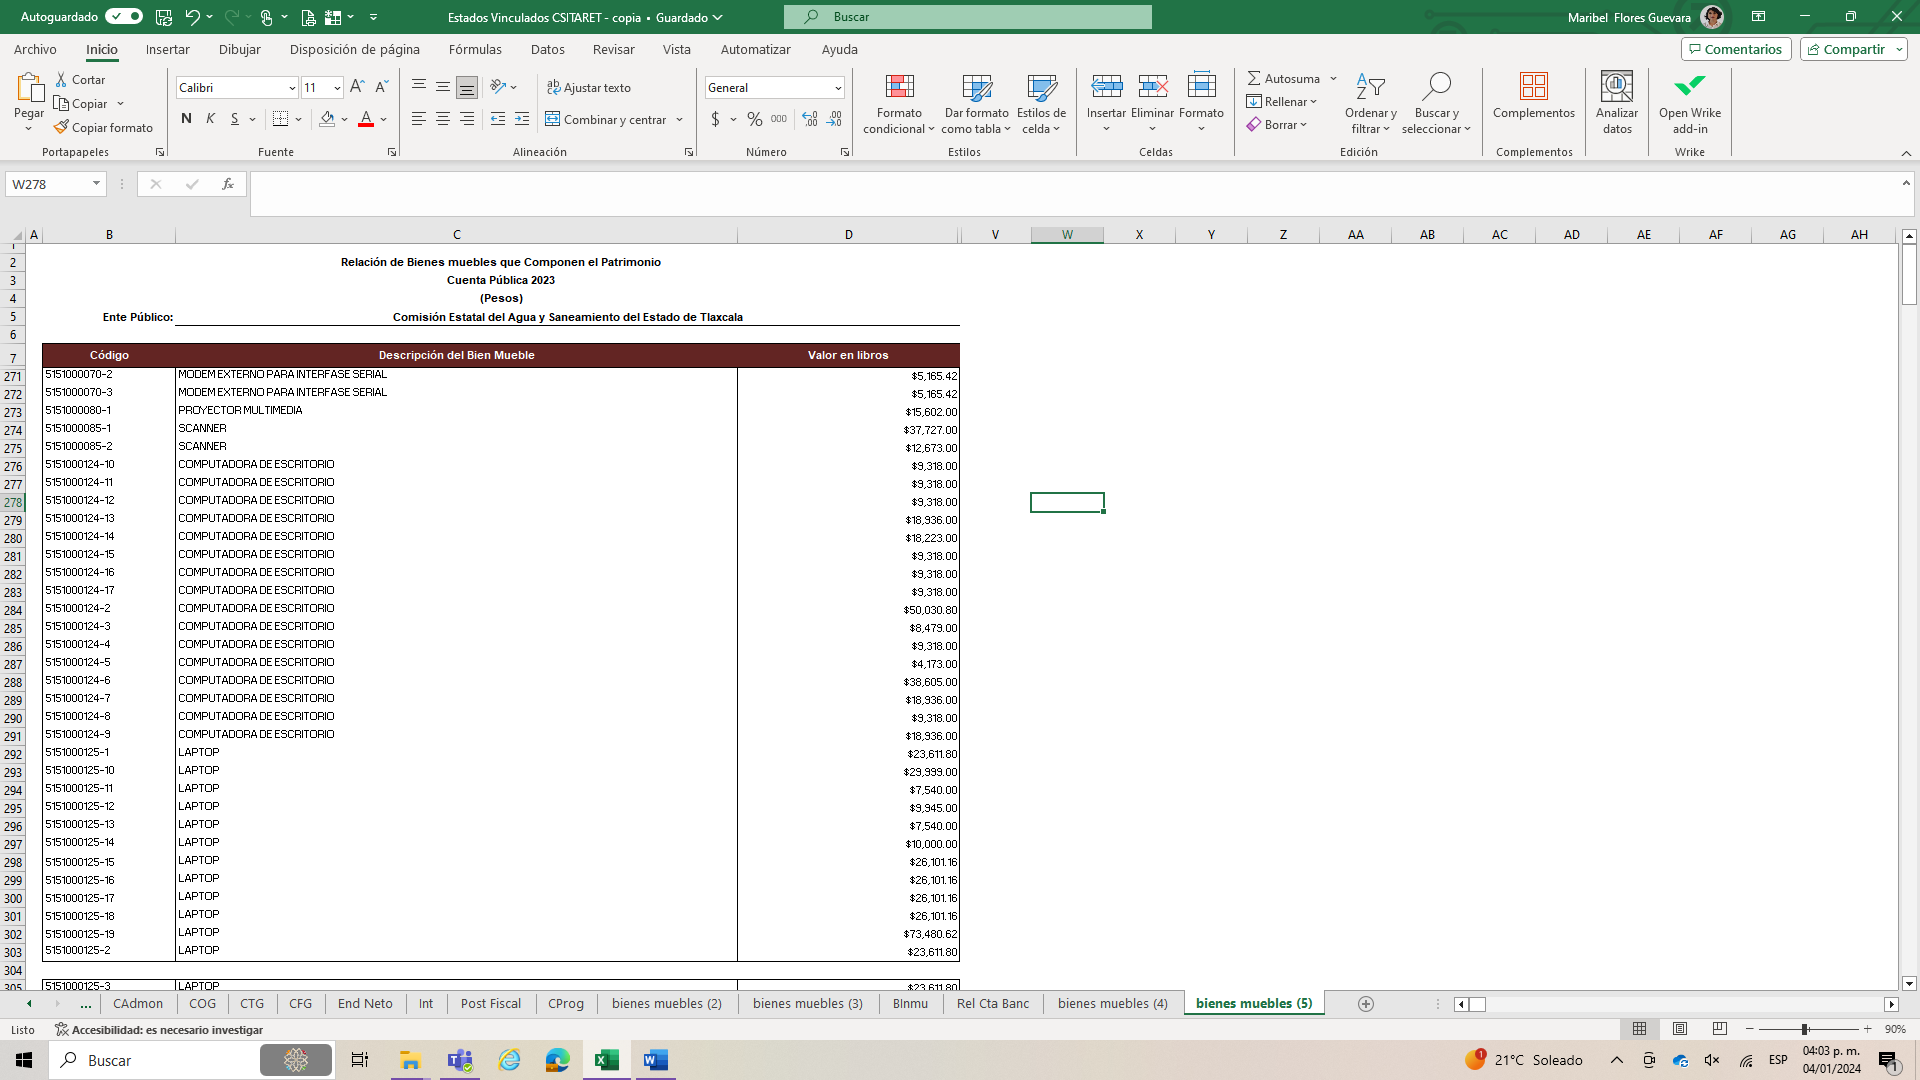 Autoguardado
Estados Vinculados CSITARET - copia • Guardado
Buscar
Maribel Flores Guevara
Archivo Inicio Insertar Dibujar Disposición de página Fórmulas Datos Revisar Vista Automatizar Ayuda
Comentarios Compartir
Pegar
Cortar
Copiar
Copiar formato
Portapapeles
Calibri 11
N K S
Fuente
Ajustar texto
Combinar y centrar
Alineación
General
$ % 000
Número
Formato condicional
Dar formato como tabla
Estilos de celda
Estilos
Insertar Eliminar Formato
Celdas
Autosuma
Rellenar
Borrar
Ordenar y filtrar
Buscar y seleccionar
Edición
Complementos
Complementos
Analizar datos
Open Wrike add-in
Wrike
W278
fx
A B C D V W X Y Z AA AB AC AD AE AF AG AH
1
2 Relación de Bienes muebles que Componen el Patrimonio
3 Cuenta Pública 2023
4 (Pesos)
5 Ente Público: Comisión Estatal del Agua y Saneamiento del Estado de Tlaxcala
6
7 Código Descripción del Bien Mueble Valor en libros
271 5151000070-2 MODEM EXTERNO PARA INTERFASE SERIAL $5,165.42
272 5151000070-3 MODEM EXTERNO PARA INTERFASE SERIAL $5,165.42
273 5151000080-1 PROYECTOR MULTIMEDIA $15,602.00
274 5151000085-1 SCANNER $37,727.00
275 5151000085-2 SCANNER $12,673.00
276 5151000124-10 COMPUTADORA DE ESCRITORIO $9,318.00
277 5151000124-11 COMPUTADORA DE ESCRITORIO $9,318.00
278 5151000124-12 COMPUTADORA DE ESCRITORIO $9,318.00
279 5151000124-13 COMPUTADORA DE ESCRITORIO $18,936.00
280 5151000124-14 COMPUTADORA DE ESCRITORIO $18,223.00
281 5151000124-15 COMPUTADORA DE ESCRITORIO $9,318.00
282 5151000124-16 COMPUTADORA DE ESCRITORIO $9,318.00
283 5151000124-17 COMPUTADORA DE ESCRITORIO $9,318.00
284 5151000124-2 COMPUTADORA DE ESCRITORIO $50,030.80
285 5151000124-3 COMPUTADORA DE ESCRITORIO $8,479.00
286 5151000124-4 COMPUTADORA DE ESCRITORIO $9,318.00
287 5151000124-5 COMPUTADORA DE ESCRITORIO $4,173.00
288 5151000124-6 COMPUTADORA DE ESCRITORIO $38,605.00
289 5151000124-7 COMPUTADORA DE ESCRITORIO $18,936.00
290 5151000124-8 COMPUTADORA DE ESCRITORIO $9,318.00
291 5151000124-9 COMPUTADORA DE ESCRITORIO $18,936.00
292 5151000125-1 LAPTOP $23,611.80
293 5151000125-10 LAPTOP $29,999.00
294 5151000125-11 LAPTOP $7,540.00
295 5151000125-12 LAPTOP $9,945.00
296 5151000125-13 LAPTOP $7,540.00
297 5151000125-14 LAPTOP $10,000.00
298 5151000125-15 LAPTOP $26,101.16
299 5151000125-16 LAPTOP $26,101.16
300 5151000125-17 LAPTOP $26,101.16
301 5151000125-18 LAPTOP $26,101.16
302 5151000125-19 LAPTOP $73,480.62
303 5151000125-2 LAPTOP $23,611.80
304
305 5151000125-3 LAPTOP $23,611.80
... CAdmon COG CTG CFG End Neto Int Post Fiscal CProg bienes muebles (2) bienes muebles (3) BInmu Rel Cta Banc bienes muebles (4) bienes muebles (5)
Listo Accesibilidad: es necesario investigar 90%
Buscar
1
21°C Soleado
ESP
04:03 p. m.
04/01/2024
1